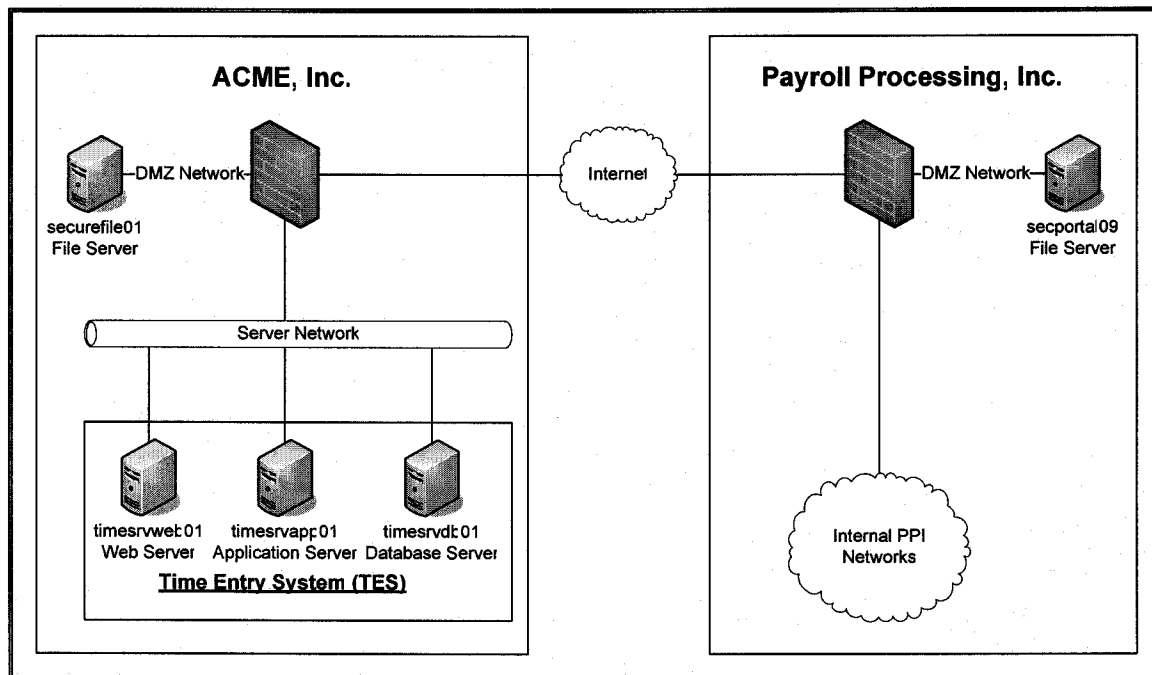 ACME, Inc.
Payroll Processing, Inc.
DMZ Network
Internet
DMZ Network
securefile01
File Server
secportal09
File Server
Server Network
timesrvweb01
Web Server
timesrvapp01
Application Server
timesrvdb01
Database Server
Time Entry System (TES)
Internal PPI
Networks